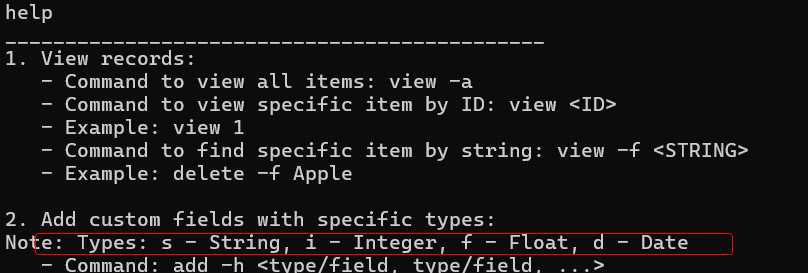 help
_____________________________________________
1. View records:
- Command to view all items: view -a
- Command to view specific item by ID: view <ID>
- Example: view 1
- Command to find specific item by string: view -f <STRING>
- Example: delete -f Apple
2. Add custom fields with specific types:
Note: Types: s - String, i - Integer, f - Float, d - Date
- Command: add -h <type/field, type/field, ...>